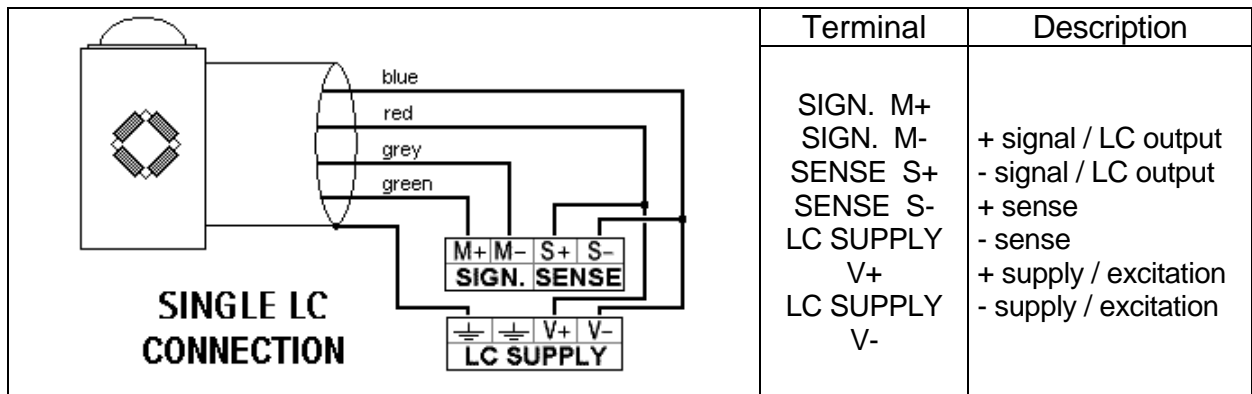 blue
red
grey
green
M+ M- S+ S-
SIGN. SENSE
V+ V-
LC SUPPLY
SINGLE LC
CONNECTION
Terminal
SIGN. M+
SIGN. M-
SENSE S+
SENSE S-
LC SUPPLY
V+
LC SUPPLY
V-
Description
+ signal / LC output
- signal / LC output
+ sense
- sense
+ supply / excitation
- supply / excitation